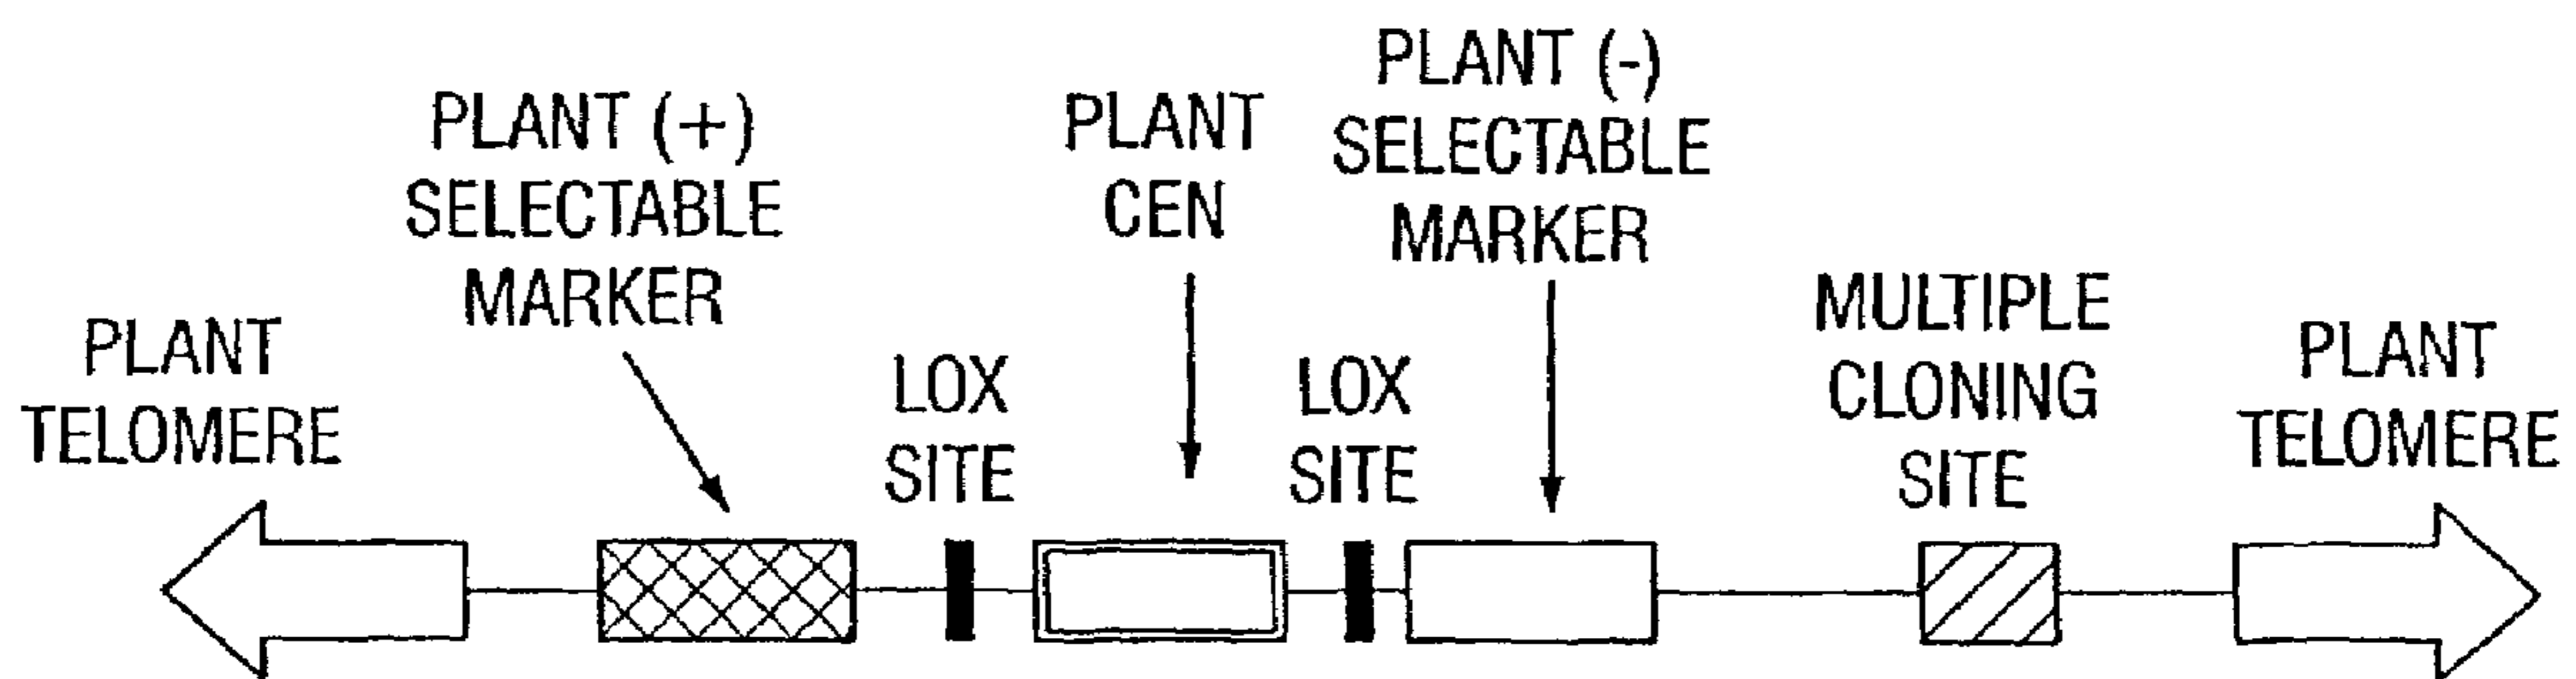 PLANT
TELOMERE
PLANT (+)
SELECTABLE
MARKER
LOX
SITE
PLANT
CEN
LOX
SITE
PLANT (-)
SELECTABLE
MARKER
MULTIPLE
CLONING
SITE
PLANT
TELOMERE